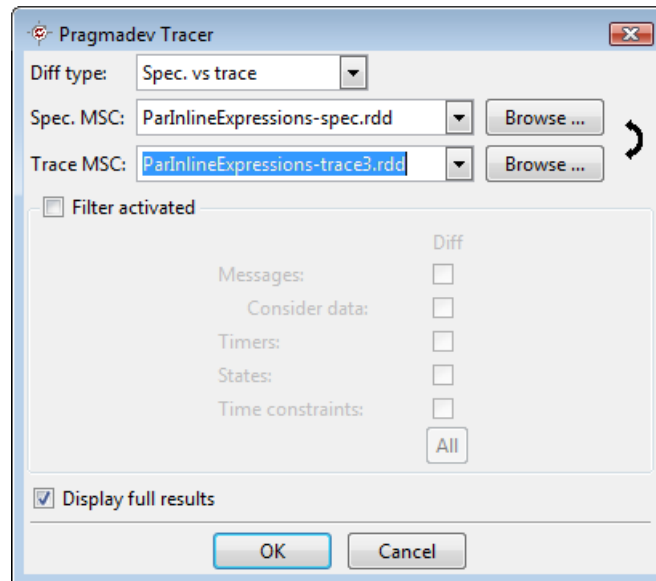 Pragmadev Tracer
Diff type: Spec. vs trace
Spec. MSC: ParInlineExpressions-spec.rdd Browse ...
Trace MSC: ParInlineExpressions-trace3.rdd Browse ...
Filter activated
Diff
Messages:
Consider data:
Timers:
States:
Time constraints:
All
Display full results
OK Cancel